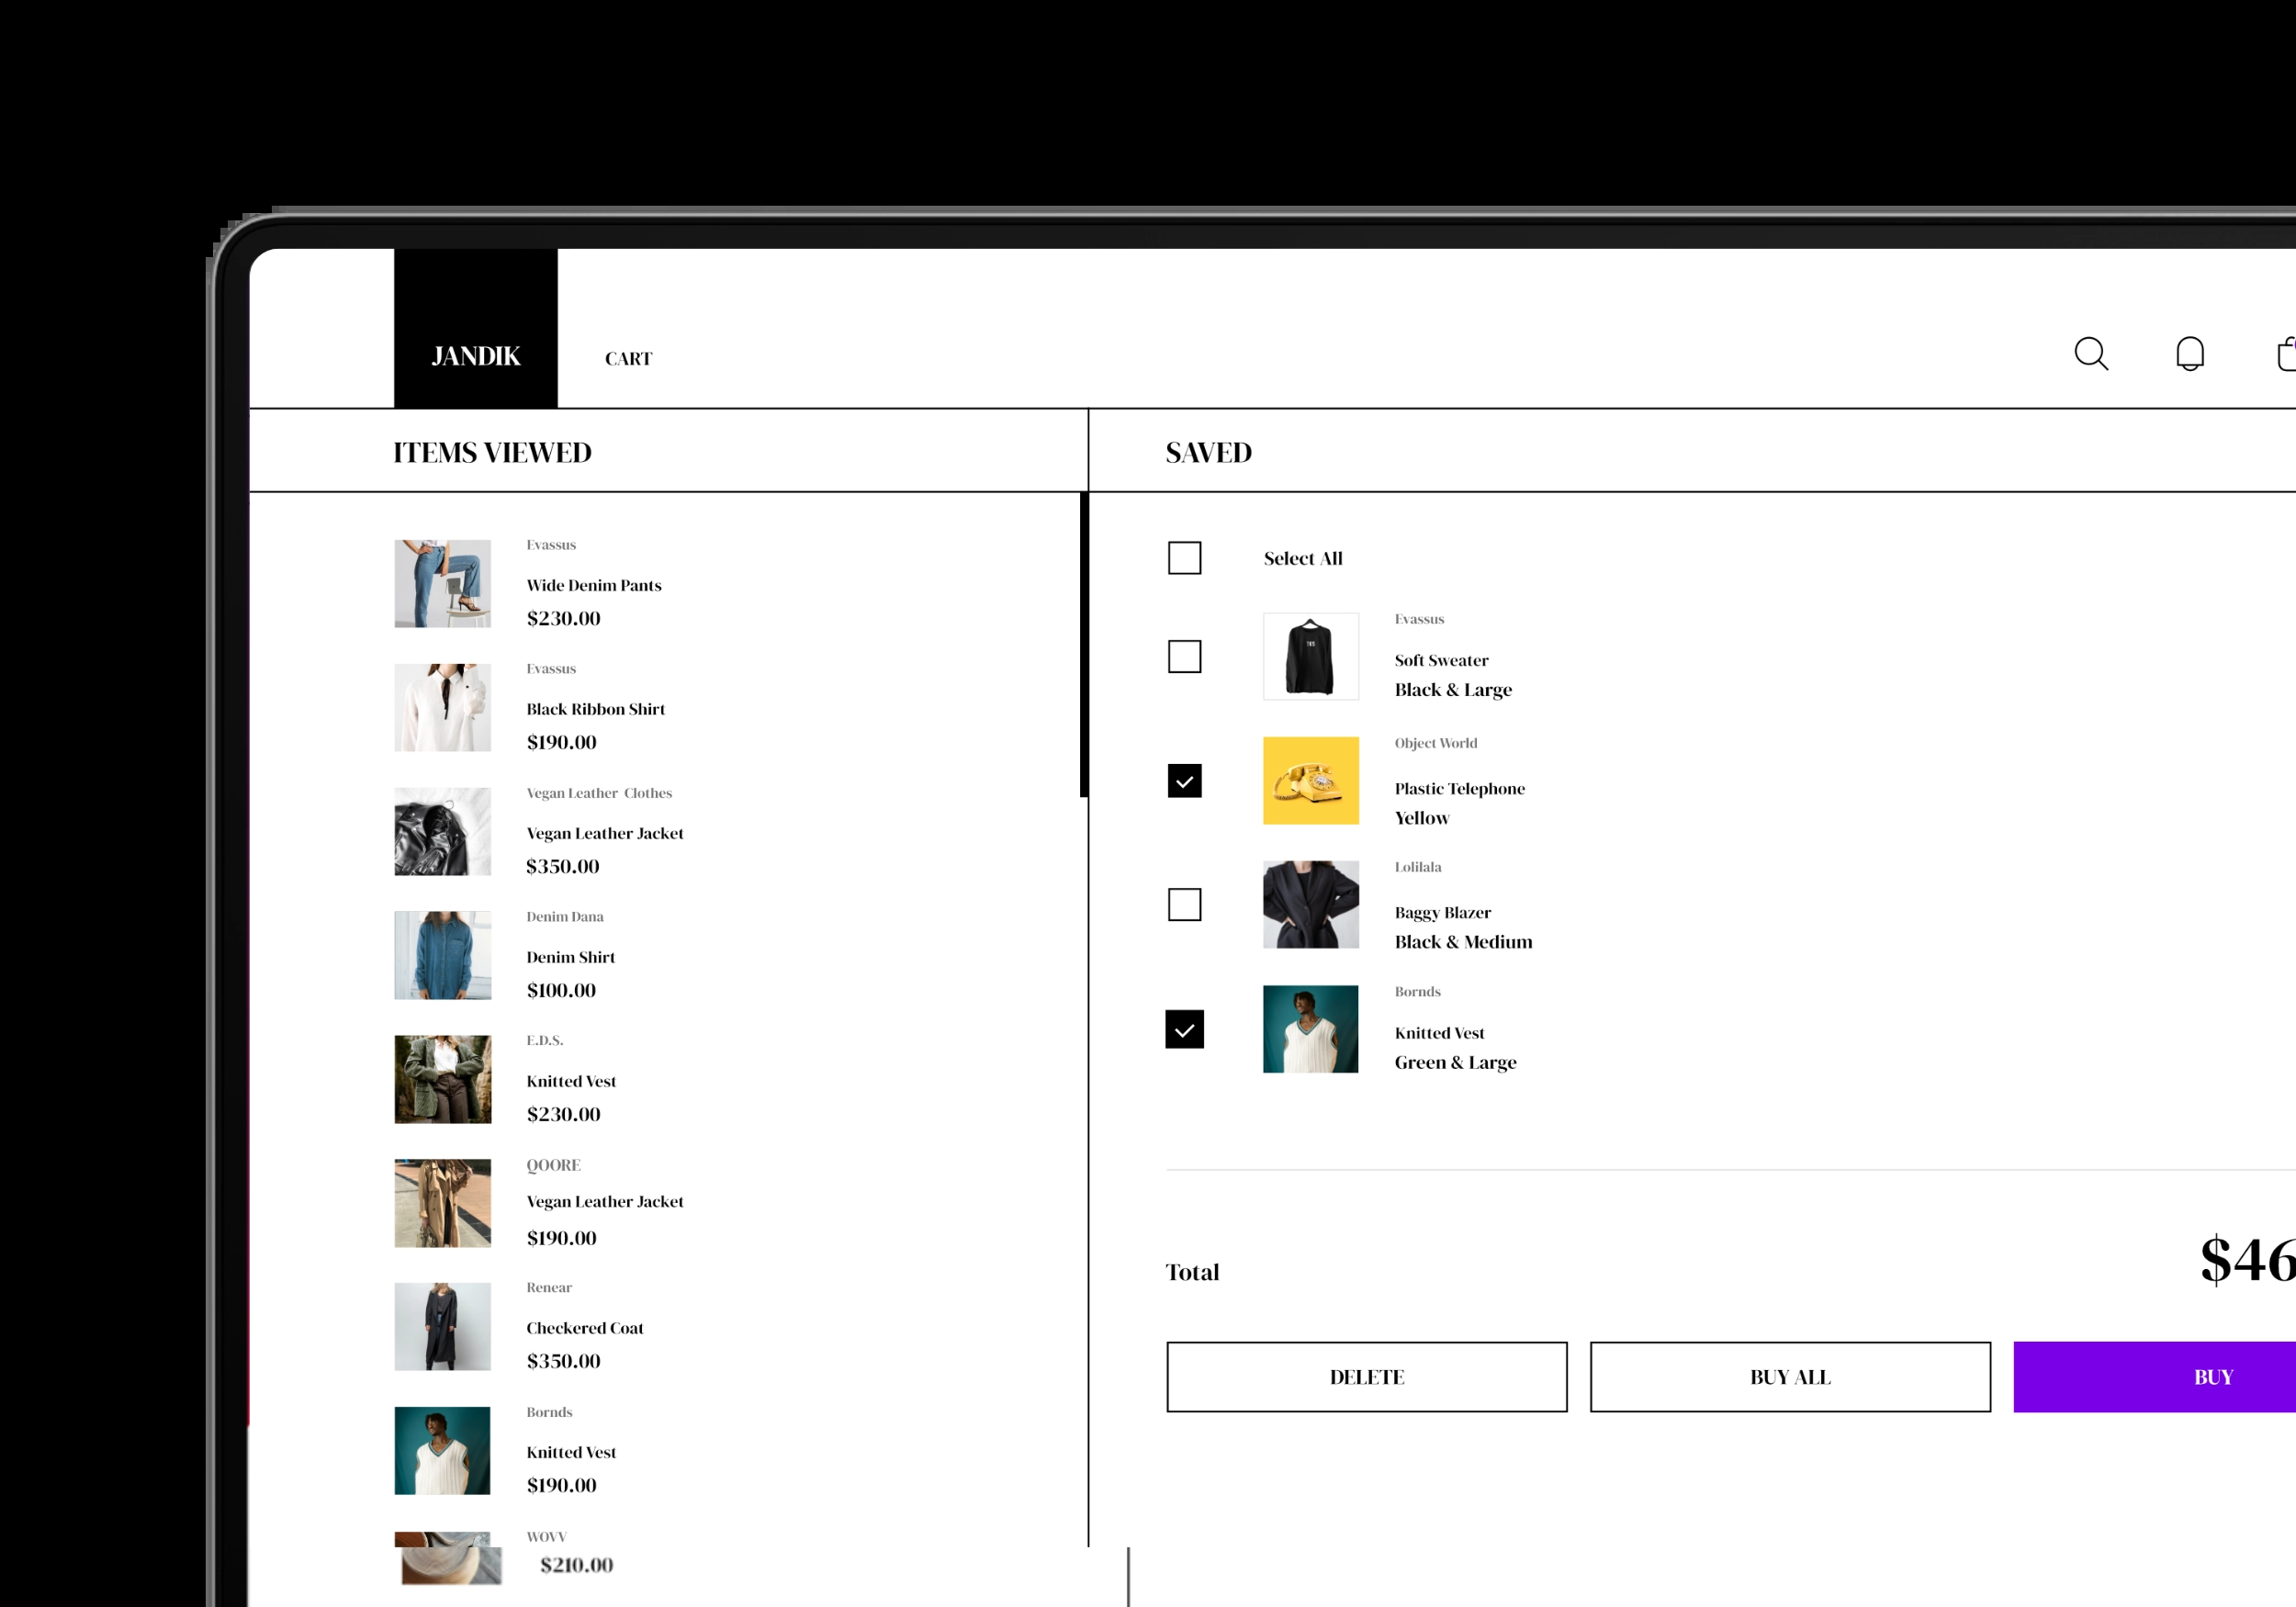 JANDIK
CART
ITEMS VIEWED
Evassus
Wide Denim Pants
$230.00
Evassus
Black Ribbon Shirt
$190.00
Vegan Leather Clothes
Vegan Leather Jacket
$350.00
Denim Dana
Denim Shirt
$100.00
E.D.S.
Knitted Vest
$230.00
QOORE
Vegan Leather Jacket
$190.00
Renear
Checkered Coat
$350.00
Bornds
Knitted Vest
$190.00
WOVV
$210.00
SAVED
Select All
Evassus
Soft Sweater
Black & Large
Object World
Plastic Telephone
Yellow
Lolilala
Baggy Blazer
Black & Medium
Bornds
Knitted Vest
Green & Large
Total
$46
DELETE
BUY ALL
BUY